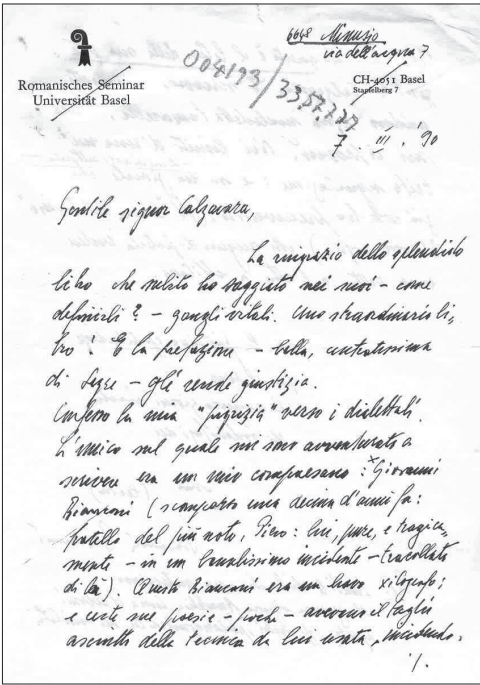 6648 Minusio
via dell'acqua 7
004193/33.57.727
Romanisches Seminar
Universität Basel
CH-4051 Basel
Stapfelberg 7
7 . III . '90
Gentile signor Calzavara,
La ringrazio dello splendido
libro che subito ho saggiato nei suoi – come
definirli? – gangli vitali. Uno straordinario li=
bro! E la prefazione – bella, centratissima
di Segre – gli rende giustizia.
Confesso la mia "pigrizia" verso i dialettali.
L'unico sul quale mi sono avventurato a
scrivere era un mio compaesano: Giovanni
Bianconi (scomparso una decina d'anni fa:
fratello del più noto, Piero: lui, pure, e tragica=
mente – in un banalissimo incidente – tracollato
di là). Questo Bianconi era un bravo xilografo;
e certe sue poesie – poche – avevano il taglio
asciutto della tecnica da lui usata, incidendo.
./.